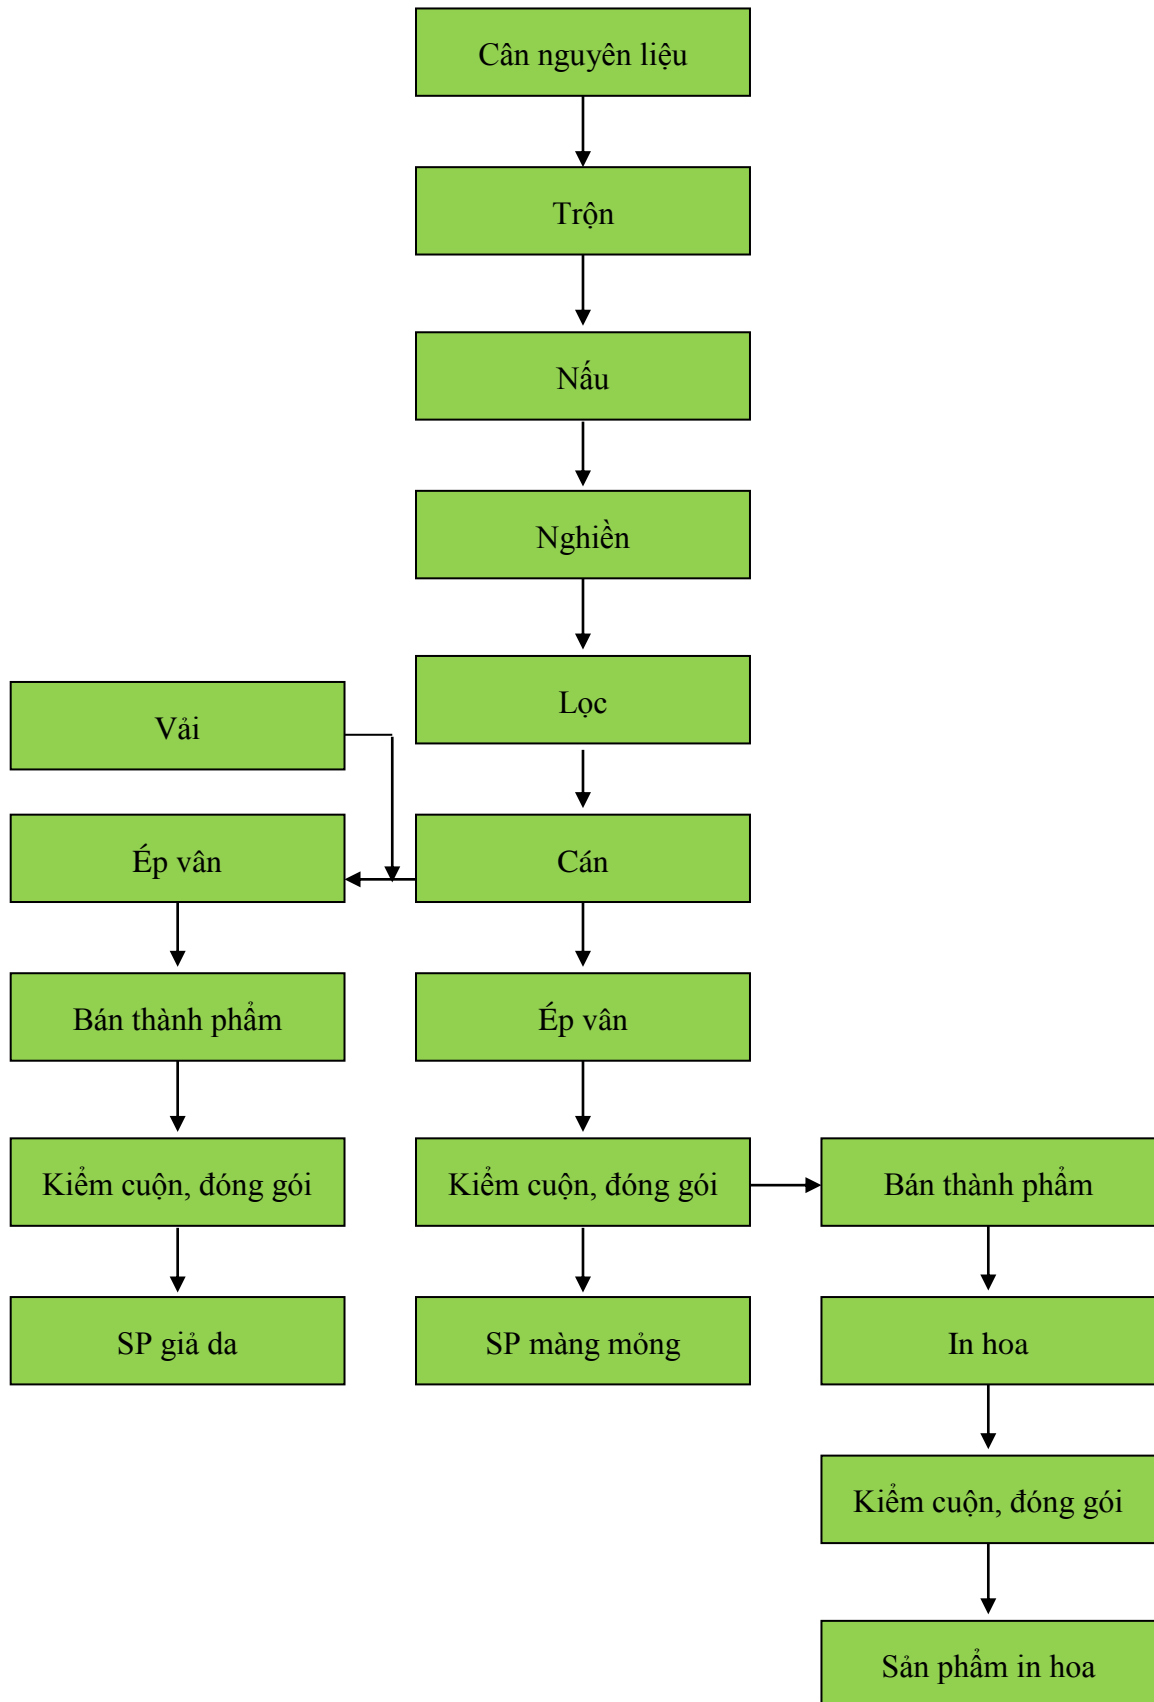 Cân nguyên liệu
Trộn
Nấu
Nghiền
Lọc
Vải
Ép vân
Cán
Bán thành phẩm
Ép vân
Kiểm cuộn, đóng gói
Kiểm cuộn, đóng gói
Bán thành phẩm
SP giả da
SP màng mỏng
In hoa
Kiểm cuộn, đóng gói
Sản phẩm in hoa